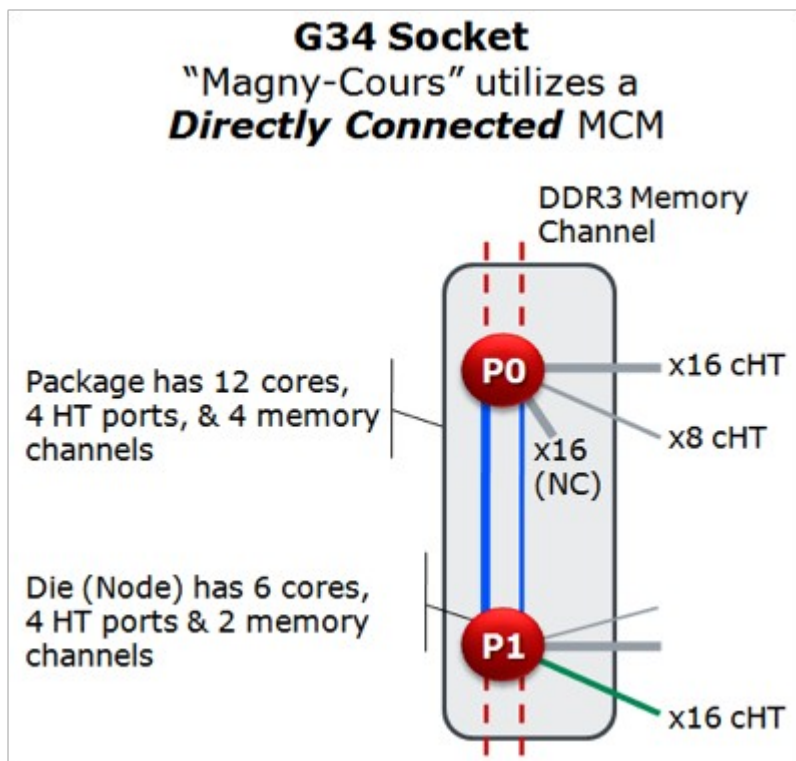 G34 Socket
“Magny-Cours” utilizes a
Directly Connected MCM
DDR3 Memory
Channel
P0
x16 cHT
Package has 12 cores,
4 HT ports, & 4 memory
channels
x8 cHT
x16
(NC)
Die (Node) has 6 cores,
4 HT ports & 2 memory
channels
P1
x16 cHT